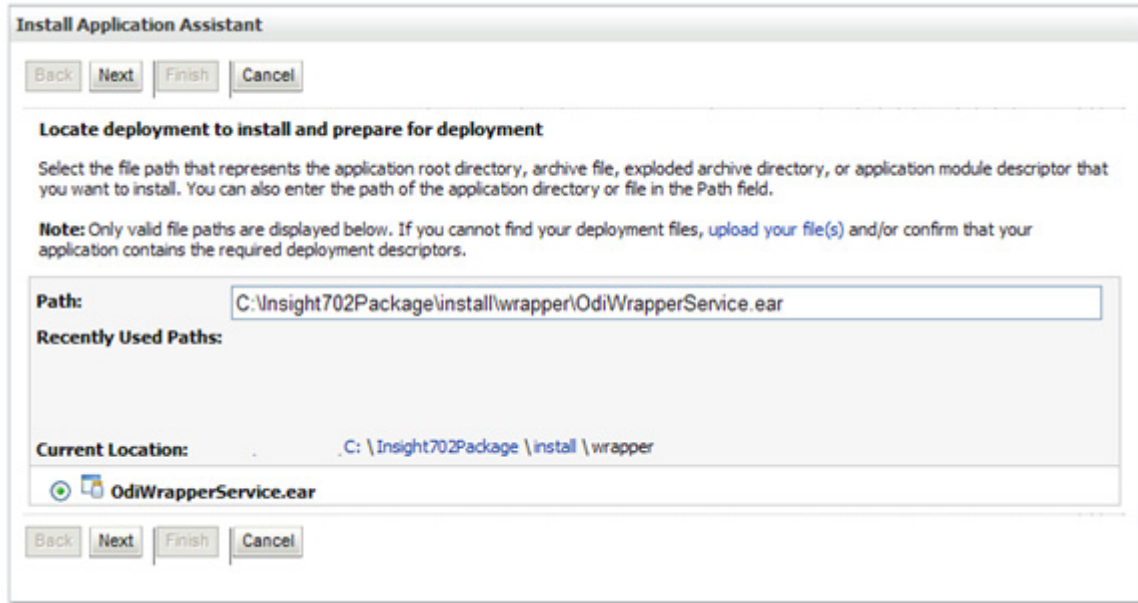 Install Application Assistant
Back Next Finish Cancel
Locate deployment to install and prepare for deployment
Select the file path that represents the application root directory, archive file, exploded archive directory, or application module descriptor that
you want to install. You can also enter the path of the application directory or file in the Path field.
Note: Only valid file paths are displayed below. If you cannot find your deployment files, upload your file(s) and/or confirm that your
application contains the required deployment descriptors.
Path: C:\Insight702Package\install\wrapper\OdiWrapperService.ear
Recently Used Paths:
Current Location: C: \ Insight702Package \ install \ wrapper
OdiWrapperService.ear
Back Next Finish Cancel